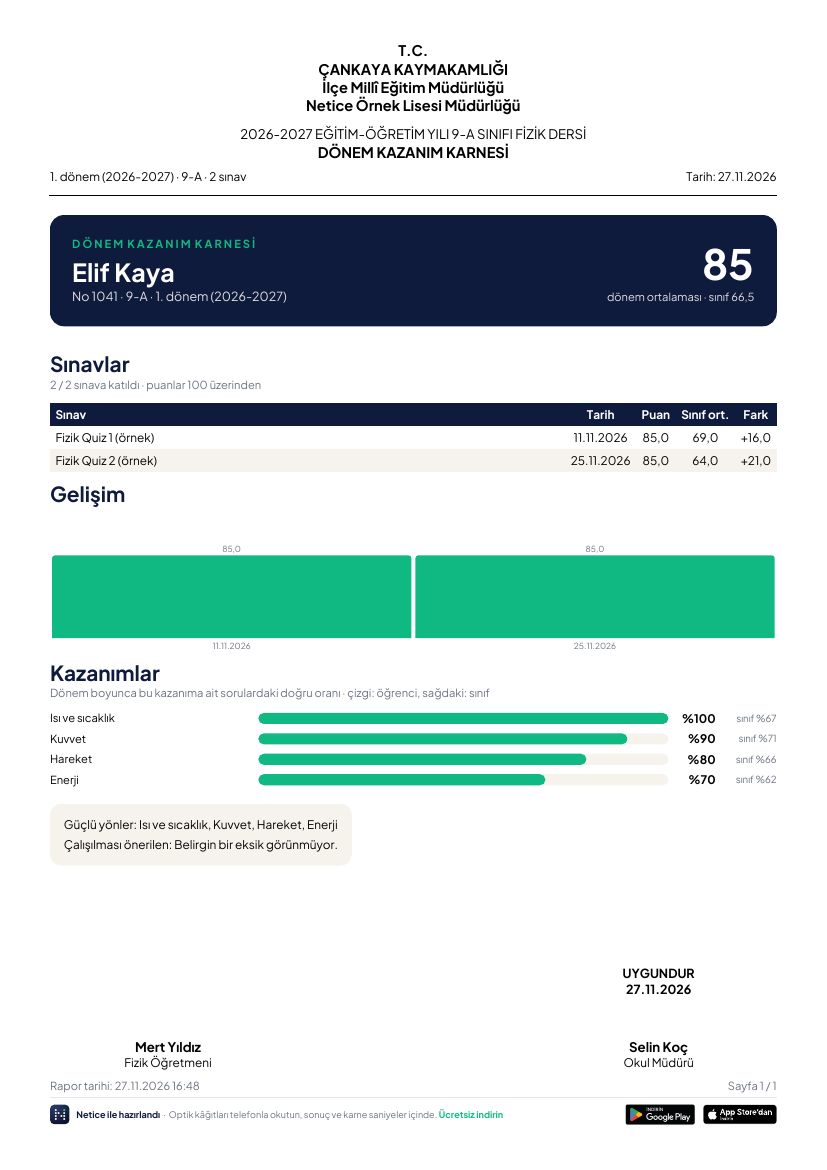 T.C.
ÇANKAYA KAYMAKAMLIĞI
İlçe Millî Eğitim Müdürlüğü
Netice Örnek Lisesi Müdürlüğü
2026-2027 EĞİTİM-ÖĞRETİM YILI 9-A SINIFI FİZİK DERSİ
DÖNEM KAZANIM KARNESİ
1. dönem (2026-2027) · 9-A · 2 sınav Tarih: 27.11.2026
DÖNEM KAZANIM KARNESİ
Elif Kaya
No 1041 · 9-A · 1. dönem (2026-2027)
85
dönem ortalaması · sınıf 66,5
Sınavlar
2 / 2 sınava katıldı · puanlar 100 üzerinden
Sınav Tarih Puan Sınıf ort. Fark
Fizik Quiz 1 (örnek) 11.11.2026 85,0 69,0 +16,0
Fizik Quiz 2 (örnek) 25.11.2026 85,0 64,0 +21,0
Gelişim
85,0 85,0
11.11.2026 25.11.2026
Kazanımlar
Dönem boyunca bu kazanıma ait sorulardaki doğru oranı · çizgi: öğrenci, sağdaki: sınıf
Isı ve sıcaklık %100 sınıf %67
Kuvvet %90 sınıf %71
Hareket %80 sınıf %66
Enerji %70 sınıf %62
Güçlü yönler: Isı ve sıcaklık, Kuvvet, Hareket, Enerji
Çalışılması önerilen: Belirgin bir eksik görünmüyor.
UYGUNDUR
27.11.2026
Mert Yıldız Selin Koç
Fizik Öğretmeni Okul Müdürü
Rapor tarihi: 27.11.2026 16:48 Sayfa 1 / 1
Netice ile hazırlandı · Optik kâğıtları telefonla okutun, sonuç ve karne saniyeler içinde. Ücretsiz indirin
İNDİRİN
Google Play
App Store'dan
İndirin